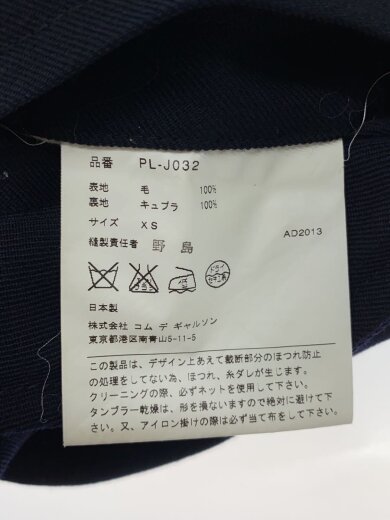 品番 PL-J032
表地 毛 100%
裏地 キュプラ 100%
サイズ XS
縫製責任者 野島
AD2013
日本製
株式会社 コム デ ギャルソン
東京都港区南青山5-11-5
この製品は、デザイン上あえて裁断部分のほつれ防止
の処理をしてない為、ほつれ、糸ダレが生じます。
クリーニングの際、必ずネットを使用して下さい。
タンブラー乾燥は、形を損ないますので絶対に避けて下
さい。又、アイロン掛けの際は必ず当て布をして下さい。